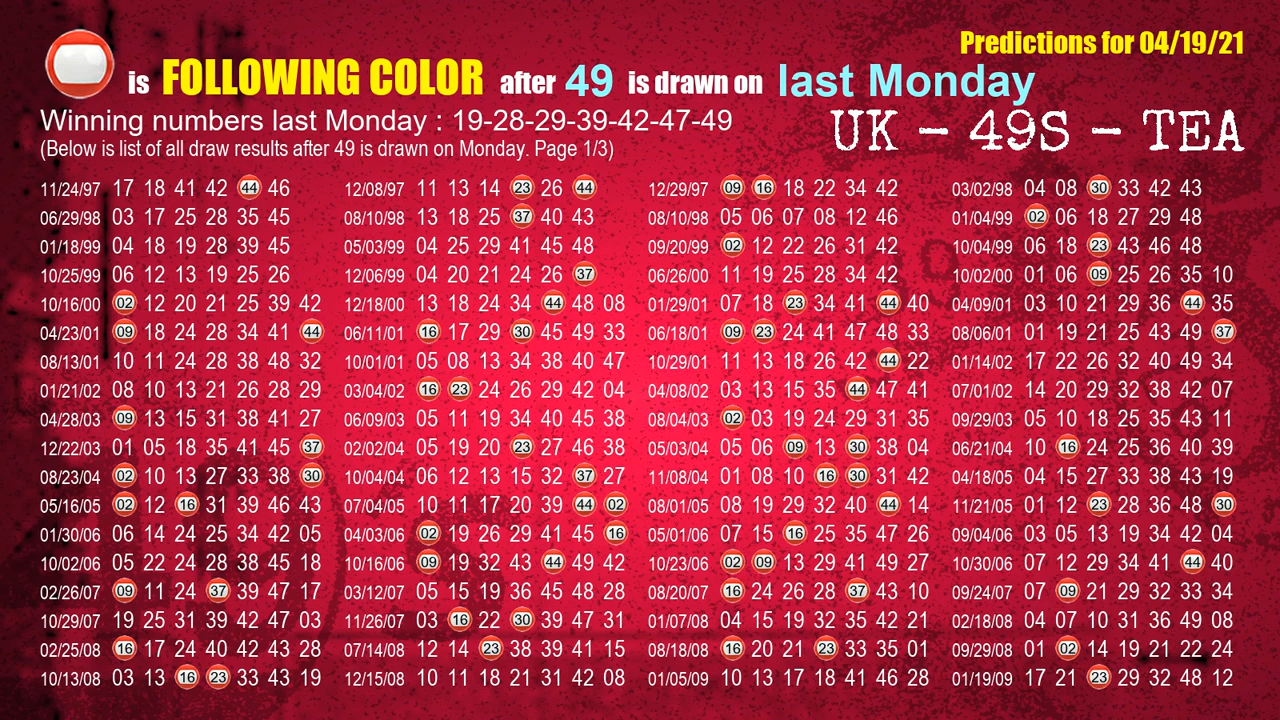 Predictions for 04/19/21
is FOLLOWING COLOR after 49 is drawn on last Monday
Winning numbers last Monday : 19-28-29-39-42-47-49
UK - 49S - TEA
(Below is list of all draw results after 49 is drawn on Monday. Page 1/3)
11/24/97 17 18 41 42 44 46 12/08/97 11 13 14 23 26 44 12/29/97 09 16 18 22 34 42 03/02/98 04 08 30 33 42 43
06/29/98 03 17 25 28 35 45 08/10/98 13 18 25 37 40 43 08/10/98 05 06 07 08 12 46 01/04/99 02 06 18 27 29 48
01/18/99 04 18 19 28 39 45 05/03/99 04 25 29 41 45 48 09/20/99 02 12 22 26 31 42 10/04/99 06 18 23 43 46 48
10/25/99 06 12 13 19 25 26 12/06/99 04 20 21 24 26 37 06/26/00 11 19 25 28 34 42 10/02/00 01 06 09 25 26 35 10
10/16/00 02 12 20 21 25 39 42 12/18/00 13 18 24 34 44 48 08 01/29/01 07 18 23 34 41 44 40 04/09/01 03 10 21 29 36 44 35
04/23/01 09 18 24 28 34 41 44 06/11/01 16 17 29 30 45 49 33 06/18/01 09 23 24 41 47 48 33 08/06/01 01 19 21 25 43 49 37
08/13/01 10 11 24 28 38 48 32 10/01/01 05 08 13 34 38 40 47 10/29/01 11 13 18 26 42 44 22 01/14/02 17 22 26 32 40 49 34
01/21/02 08 10 13 21 26 28 29 03/04/02 16 23 24 26 29 42 04 04/08/02 03 13 15 35 44 47 41 07/01/02 14 20 29 32 38 42 07
04/28/03 09 13 15 31 38 41 27 06/09/03 05 11 19 34 40 45 38 08/04/03 02 03 19 24 29 31 35 09/29/03 05 10 18 25 35 43 11
12/22/03 01 05 18 35 41 45 37 02/02/04 05 19 20 23 27 46 38 05/03/04 05 06 09 13 30 38 04 06/21/04 10 16 24 25 36 40 39
08/23/04 02 10 13 27 33 38 30 10/04/04 06 12 13 15 32 37 27 11/08/04 01 08 10 16 30 31 42 04/18/05 04 15 27 33 38 43 19
05/16/05 02 12 16 31 39 46 43 07/04/05 10 11 17 20 39 44 02 08/01/05 08 19 29 32 40 44 14 11/21/05 01 12 23 28 36 48 30
01/30/06 06 14 24 25 34 42 05 04/03/06 02 19 26 29 41 45 16 05/01/06 07 15 16 25 35 47 26 09/04/06 03 05 13 19 34 42 04
10/02/06 05 22 24 28 38 45 18 10/16/06 09 19 32 43 44 49 42 10/23/06 02 09 13 29 41 49 27 10/30/06 07 12 29 34 41 44 40
02/26/07 09 11 24 37 39 47 17 03/12/07 05 15 19 36 45 48 28 08/20/07 16 24 26 28 37 43 10 09/24/07 07 09 21 29 32 33 34
10/29/07 19 25 31 39 42 47 03 11/26/07 03 16 22 30 39 47 31 01/07/08 04 15 19 32 35 42 21 02/18/08 04 07 10 31 36 49 08
02/25/08 16 17 24 40 42 43 28 07/14/08 12 14 23 38 39 41 15 08/18/08 16 20 21 23 33 35 01 09/29/08 01 02 14 19 21 22 24
10/13/08 03 13 16 23 33 43 19 12/15/08 10 11 18 21 31 42 08 01/05/09 10 13 17 18 41 46 28 01/19/09 17 21 23 29 32 48 12